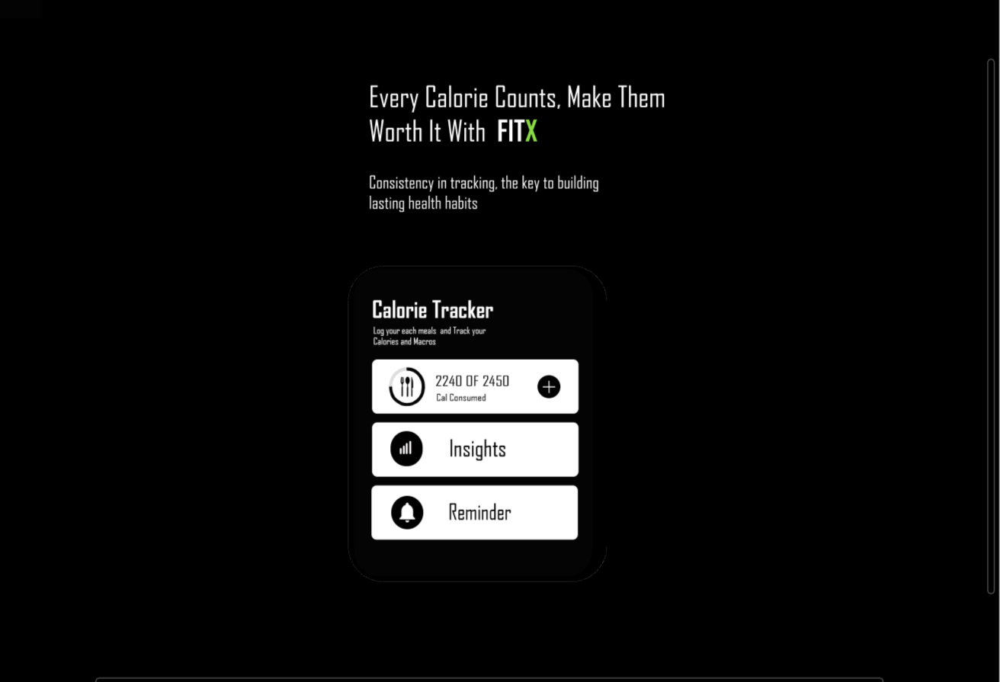 Every Calorie Counts, Make Them
Worth It With FITX
Consistency in tracking, the key to building
lasting health habits
Calorie Tracker
Log your each meals and Track your
Calories and Macros
2240 OF 2450
Cal Consumed
Insights
Reminder